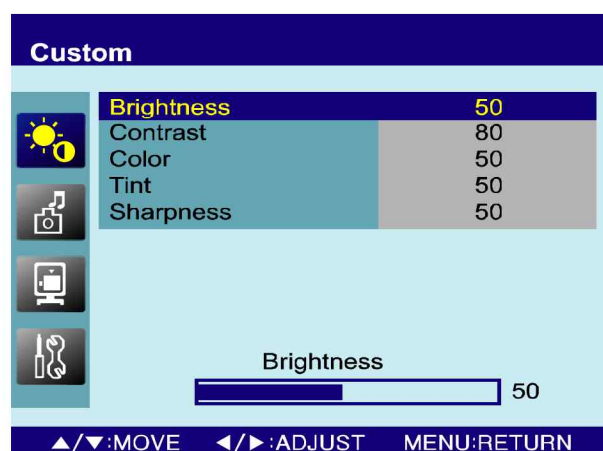 Custom
Brightness 50
Contrast 80
Color 50
Tint 50
Sharpness 50
Brightness
50
▲/▼:MOVE ◀/▶:ADJUST MENU:RETURN